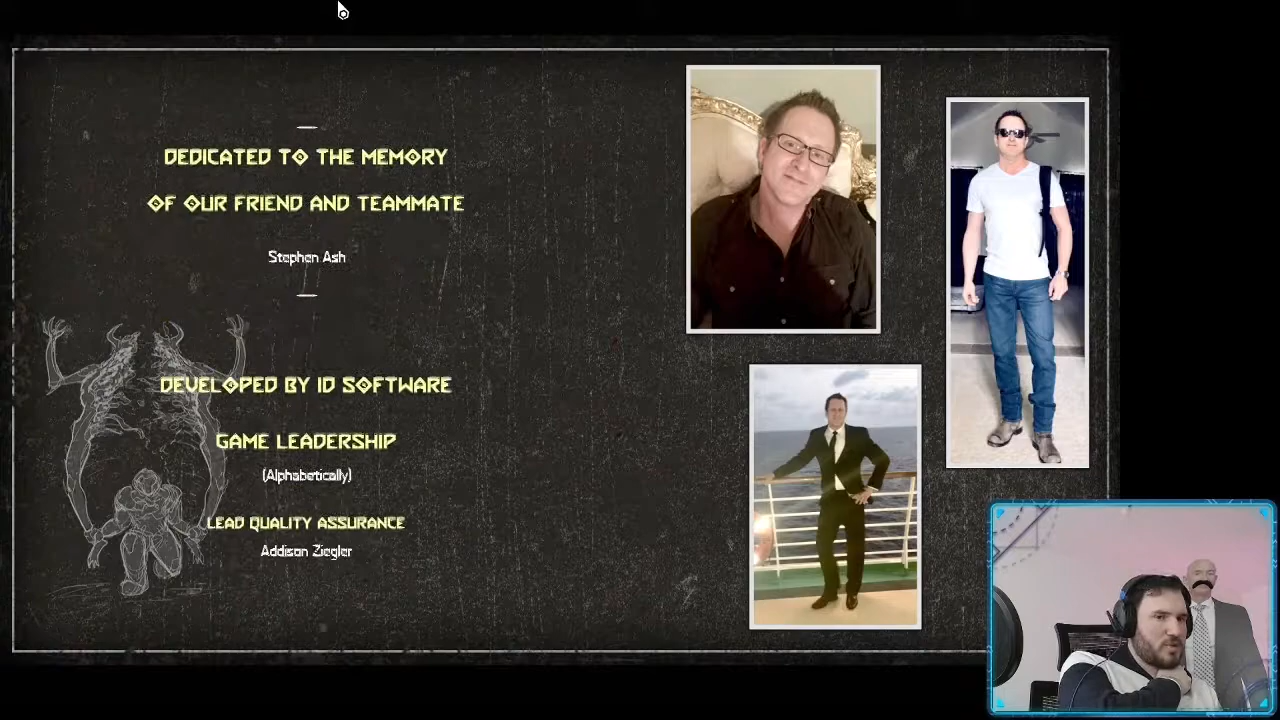 DEDICATED TO THE MEMORY
OF OUR FRIEND AND TEAMMATE
Stephen Ash
DEVELOPED BY ID SOFTWARE
GAME LEADERSHIP
(Alphabetically)
LEAD QUALITY ASSURANCE
Addison Ziegler